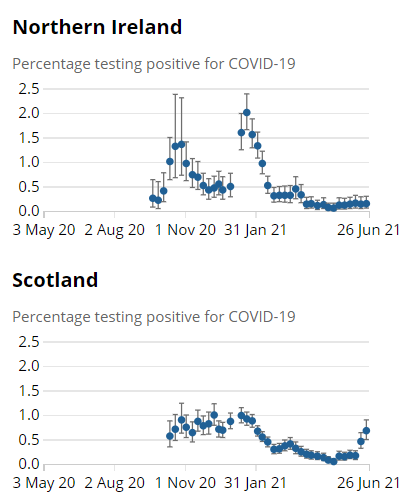 Northern Ireland
Percentage testing positive for COVID-19
2.5
2.0
1.5
1.0
0.5
0.0
3 May 20 2 Aug 20 1 Nov 20 31 Jan 21 26 Jun 21
Scotland
Percentage testing positive for COVID-19
2.5
2.0
1.5
1.0
0.5
0.0
3 May 20 2 Aug 20 1 Nov 20 31 Jan 21 26 Jun 21